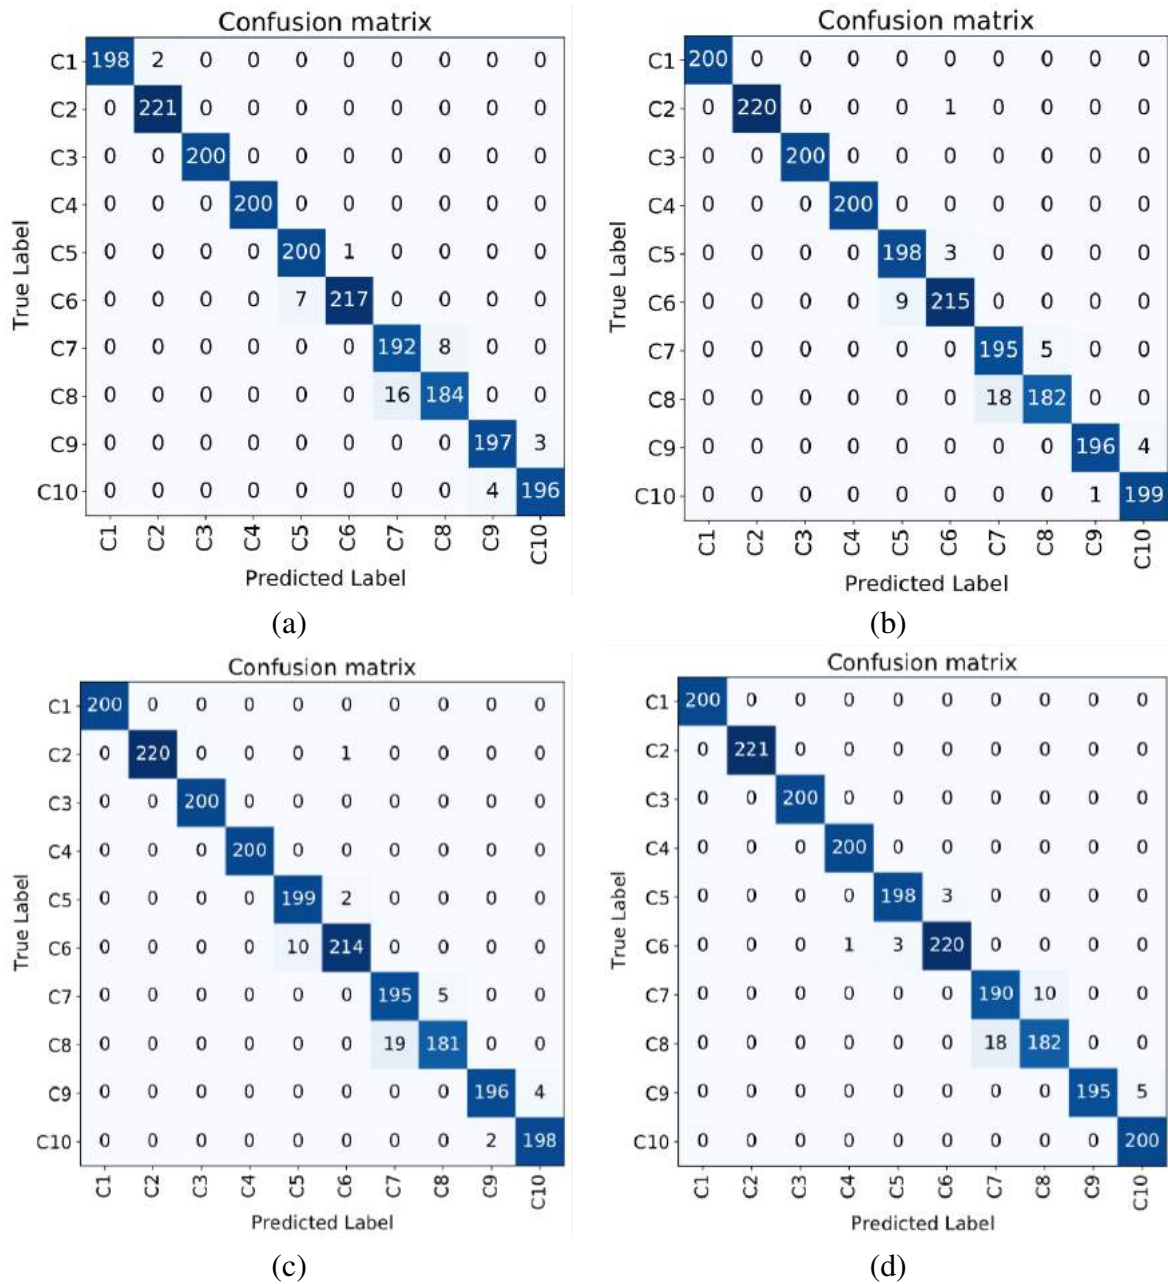 Confusion matrix
True Label
C1 198 2 0 0 0 0 0 0 0 0
C2 0 221 0 0 0 0 0 0 0 0
C3 0 0 200 0 0 0 0 0 0 0
C4 0 0 0 200 0 0 0 0 0 0
C5 0 0 0 0 200 1 0 0 0 0
C6 0 0 0 0 7 217 0 0 0 0
C7 0 0 0 0 0 0 192 8 0 0
C8 0 0 0 0 0 0 16 184 0 0
C9 0 0 0 0 0 0 0 0 197 3
C10 0 0 0 0 0 0 0 0 4 196
C1 C2 C3 C4 C5 C6 C7 C8 C9 C10
Predicted Label
(a)
Confusion matrix
True Label
C1 200 0 0 0 0 0 0 0 0 0
C2 0 220 0 0 0 1 0 0 0 0
C3 0 0 200 0 0 0 0 0 0 0
C4 0 0 0 200 0 0 0 0 0 0
C5 0 0 0 0 198 3 0 0 0 0
C6 0 0 0 0 9 215 0 0 0 0
C7 0 0 0 0 0 0 195 5 0 0
C8 0 0 0 0 0 0 18 182 0 0
C9 0 0 0 0 0 0 0 0 196 4
C10 0 0 0 0 0 0 0 0 1 199
C1 C2 C3 C4 C5 C6 C7 C8 C9 C10
Predicted Label
(b)
Confusion matrix
True Label
C1 200 0 0 0 0 0 0 0 0 0
C2 0 220 0 0 0 1 0 0 0 0
C3 0 0 200 0 0 0 0 0 0 0
C4 0 0 0 200 0 0 0 0 0 0
C5 0 0 0 0 199 2 0 0 0 0
C6 0 0 0 0 10 214 0 0 0 0
C7 0 0 0 0 0 0 195 5 0 0
C8 0 0 0 0 0 0 19 181 0 0
C9 0 0 0 0 0 0 0 0 196 4
C10 0 0 0 0 0 0 0 0 2 198
C1 C2 C3 C4 C5 C6 C7 C8 C9 C10
Predicted Label
(c)
Confusion matrix
True Label
C1 200 0 0 0 0 0 0 0 0 0
C2 0 221 0 0 0 0 0 0 0 0
C3 0 0 200 0 0 0 0 0 0 0
C4 0 0 0 200 0 0 0 0 0 0
C5 0 0 0 0 198 3 0 0 0 0
C6 0 0 0 1 3 220 0 0 0 0
C7 0 0 0 0 0 0 190 10 0 0
C8 0 0 0 0 0 0 18 182 0 0
C9 0 0 0 0 0 0 0 0 195 5
C10 0 0 0 0 0 0 0 0 0 200
C1 C2 C3 C4 C5 C6 C7 C8 C9 C10
Predicted Label
(d)